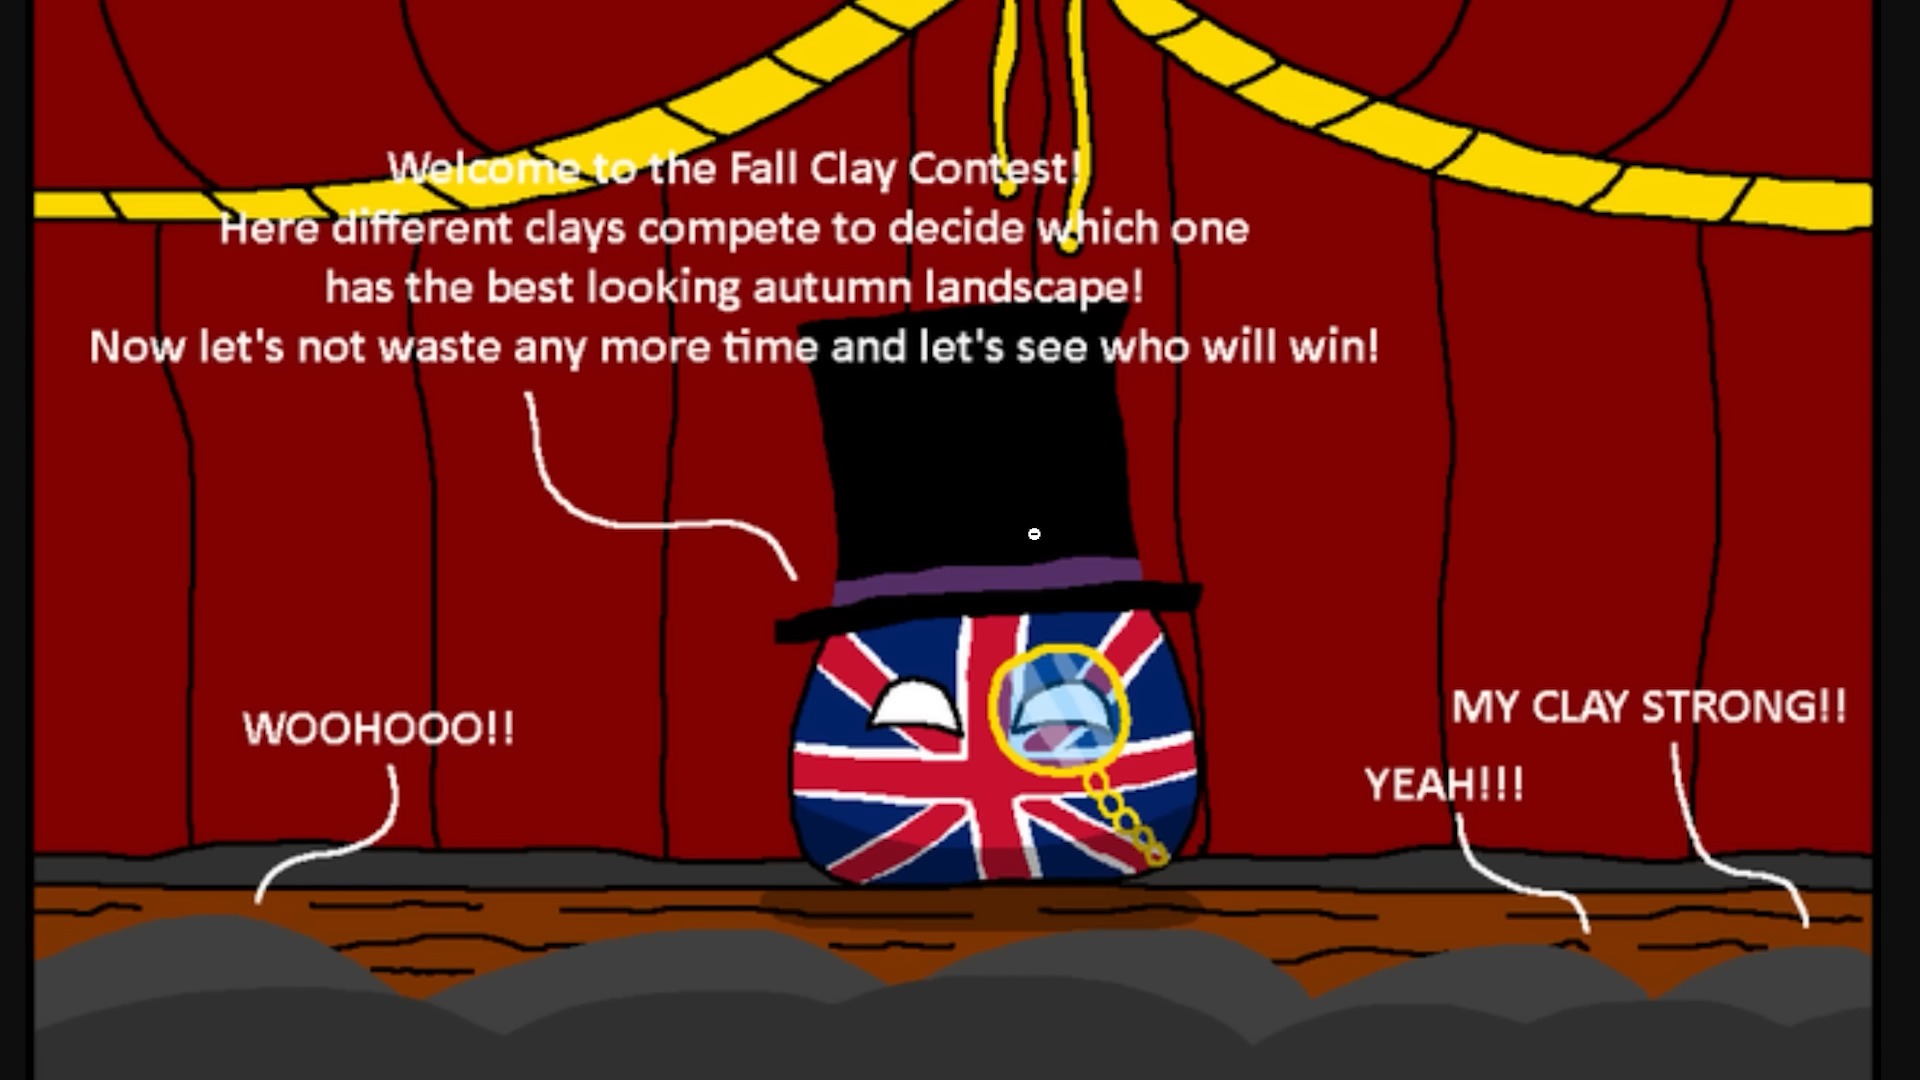 Welcome to the Fall Clay Contest!
Here different clays compete to decide which one
has the best looking autumn landscape!
Now let's not waste any more time and let's see who will win!
WOOHOOO!!
MY CLAY STRONG!!
YEAH!!!